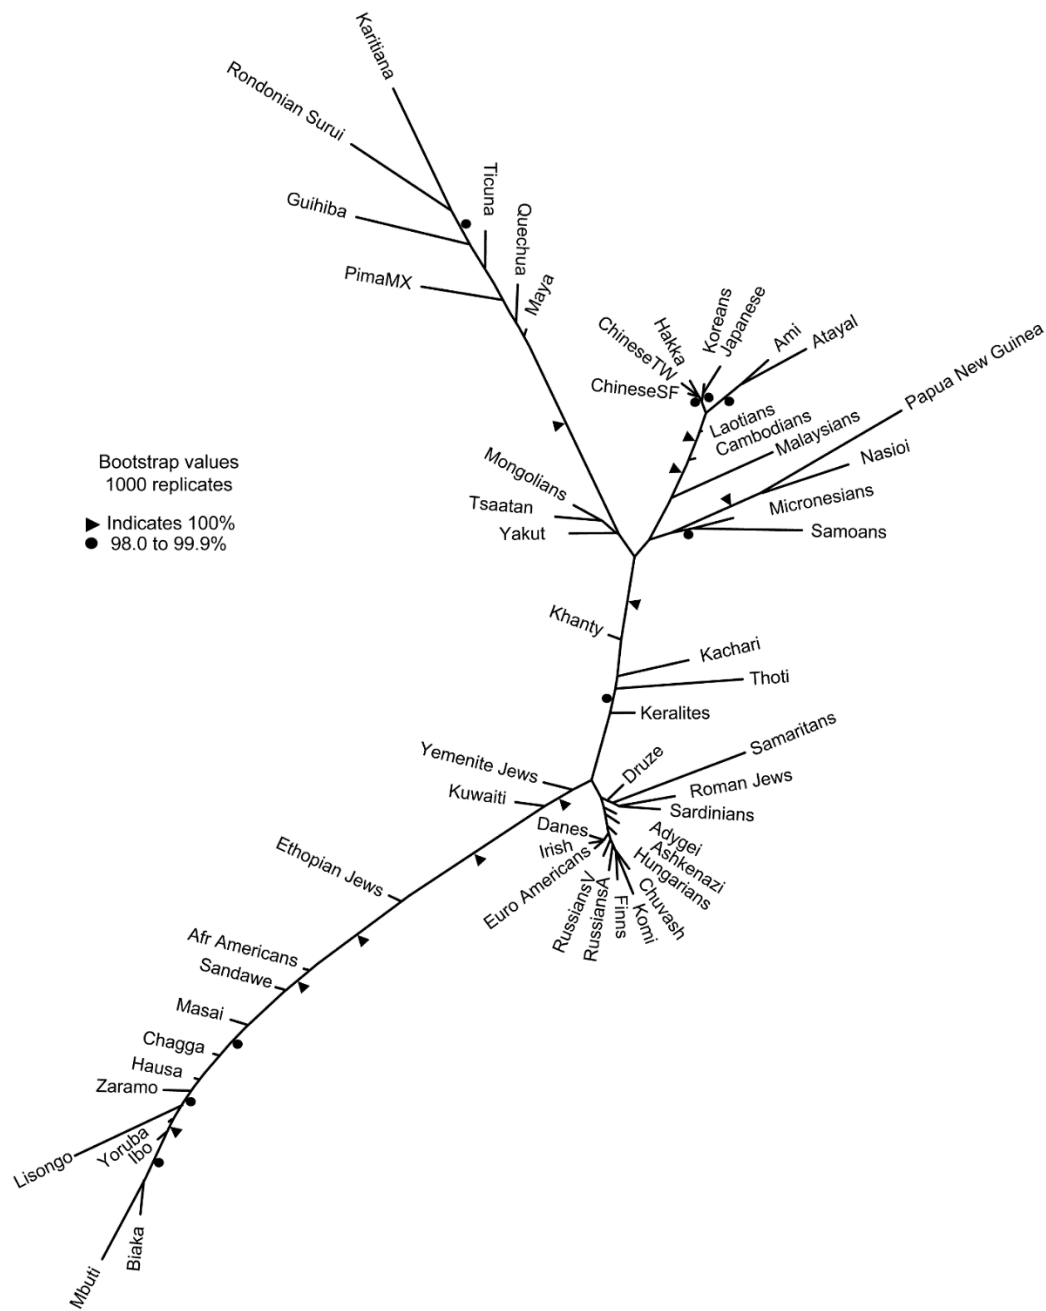 Karitiana
Rondonian Surui
Ticuna
Guihiba
Quechua
PimaMX
Maya
Koreans
Japanese
Hakka
ChineseTW
ChineseSF
Ami
Atayal
Papua New Guinea
Laotians
Cambodians
Malaysians
Nasioi
Micronesians
Samoans
Bootstrap values
1000 replicates
Indicates 100%
98.0 to 99.9%
Mongolians
Tsaatan
Yakut
Khanty
Kachari
Thoti
Keralites
Yemenite Jews
Kuwaiti
Druze
Samaritans
Roman Jews
Sardinians
Danes
Irish
Euro Americans
Adygei
Ashkenazi
Hungarians
Chuvash
Komi
Finns
RussiansA
RussiansV
Ethopian Jews
Afr Americans
Sandawe
Masai
Chagga
Hausa
Zaramo
Lisongo
Yoruba
Ibo
Biaka
Mbuti